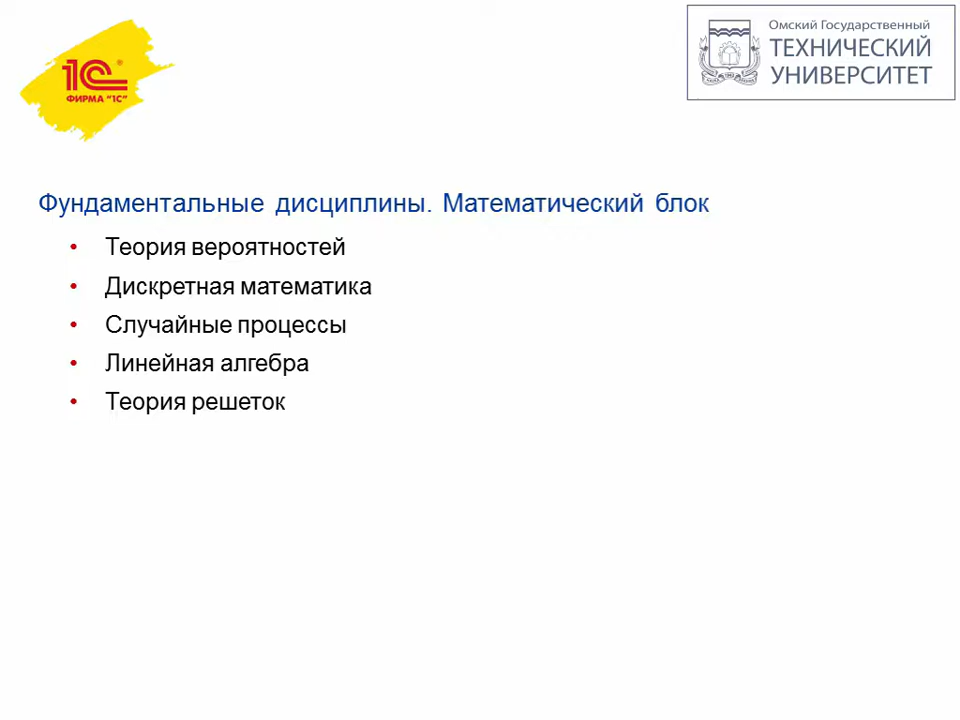 1С®
ФИРМА "1С"
Омский Государственный
ТЕХНИЧЕСКИЙ
УНИВЕРСИТЕТ
Фундаментальные дисциплины. Математический блок
• Теория вероятностей
• Дискретная математика
• Случайные процессы
• Линейная алгебра
• Теория решеток